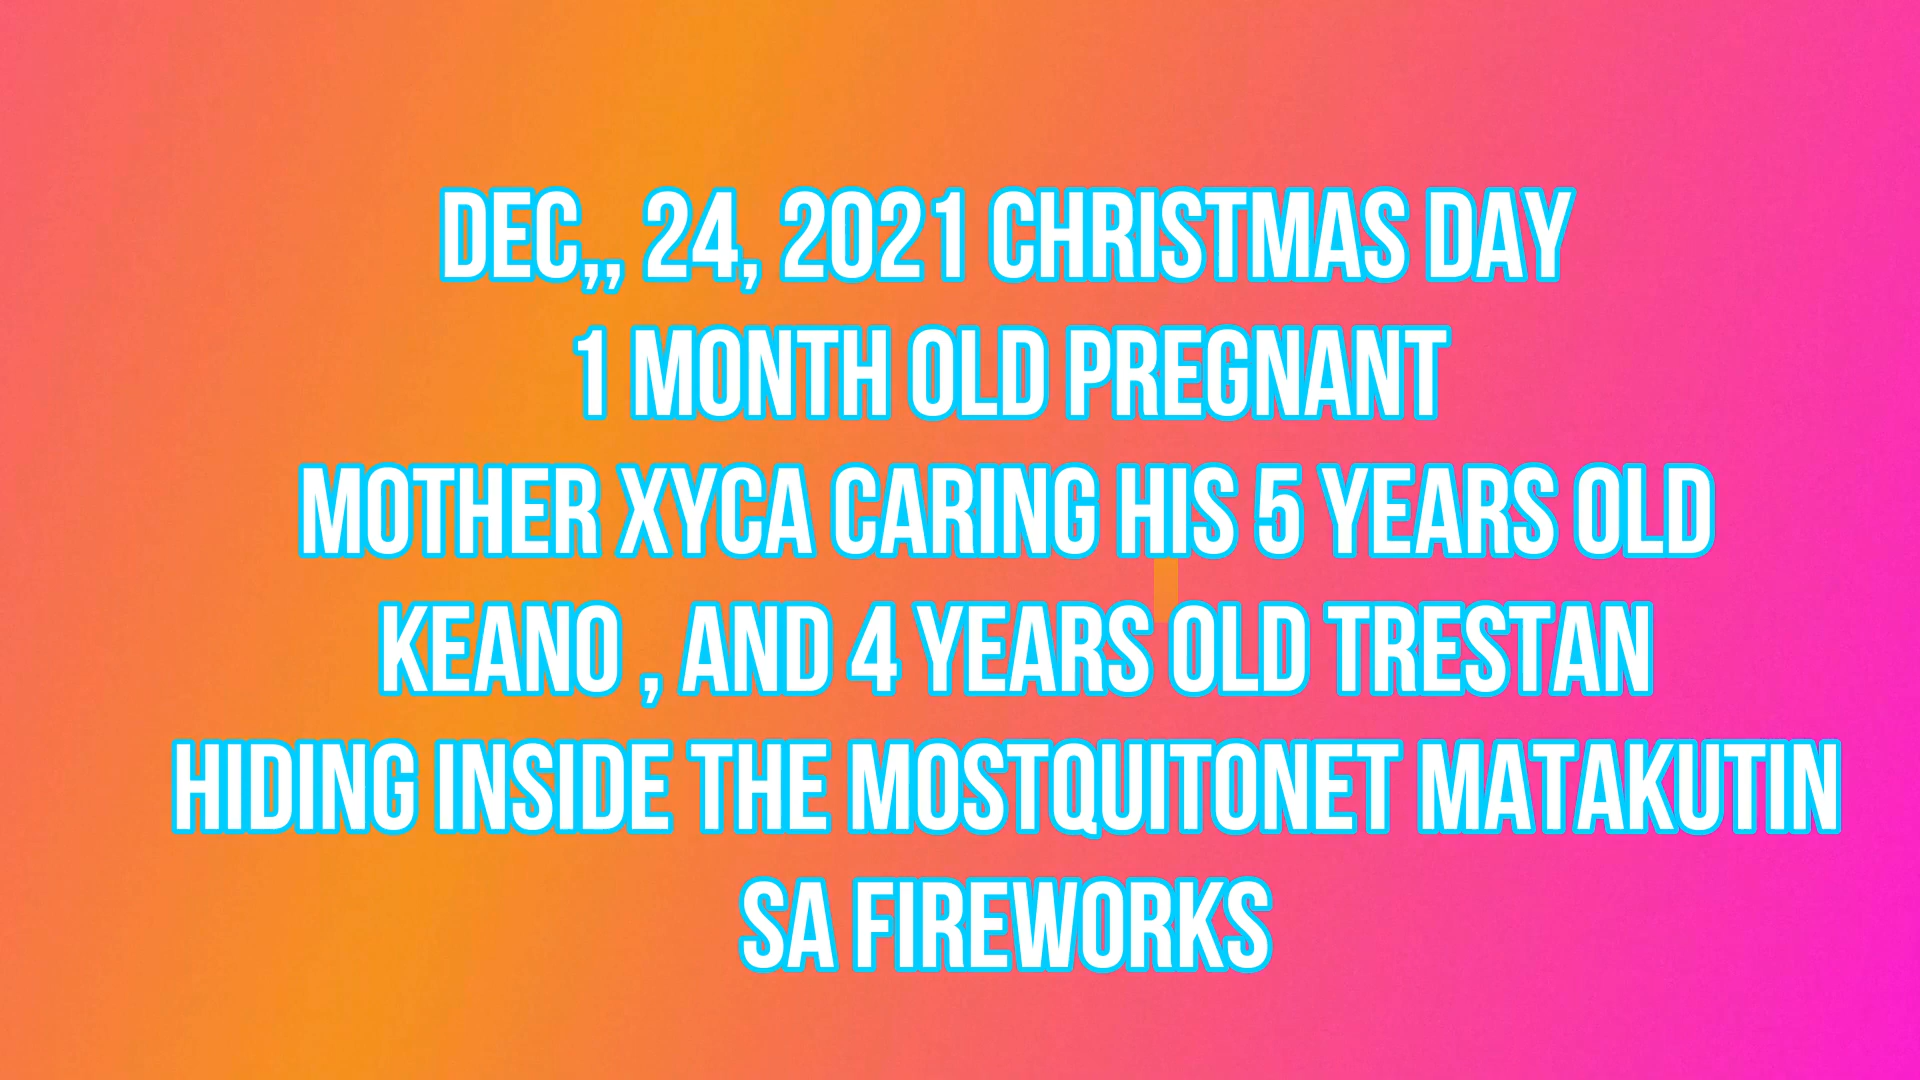 DEC,, 24, 2021 CHRISTMAS DAY
1 MONTH OLD PREGNANT
MOTHER XYCA CARING HIS 5 YEARS OLD
KEANO , AND 4 YEARS OLD TRESTAN
HIDING INSIDE THE MOSTQUITONET MATAKUTIN
SA FIREWORKS